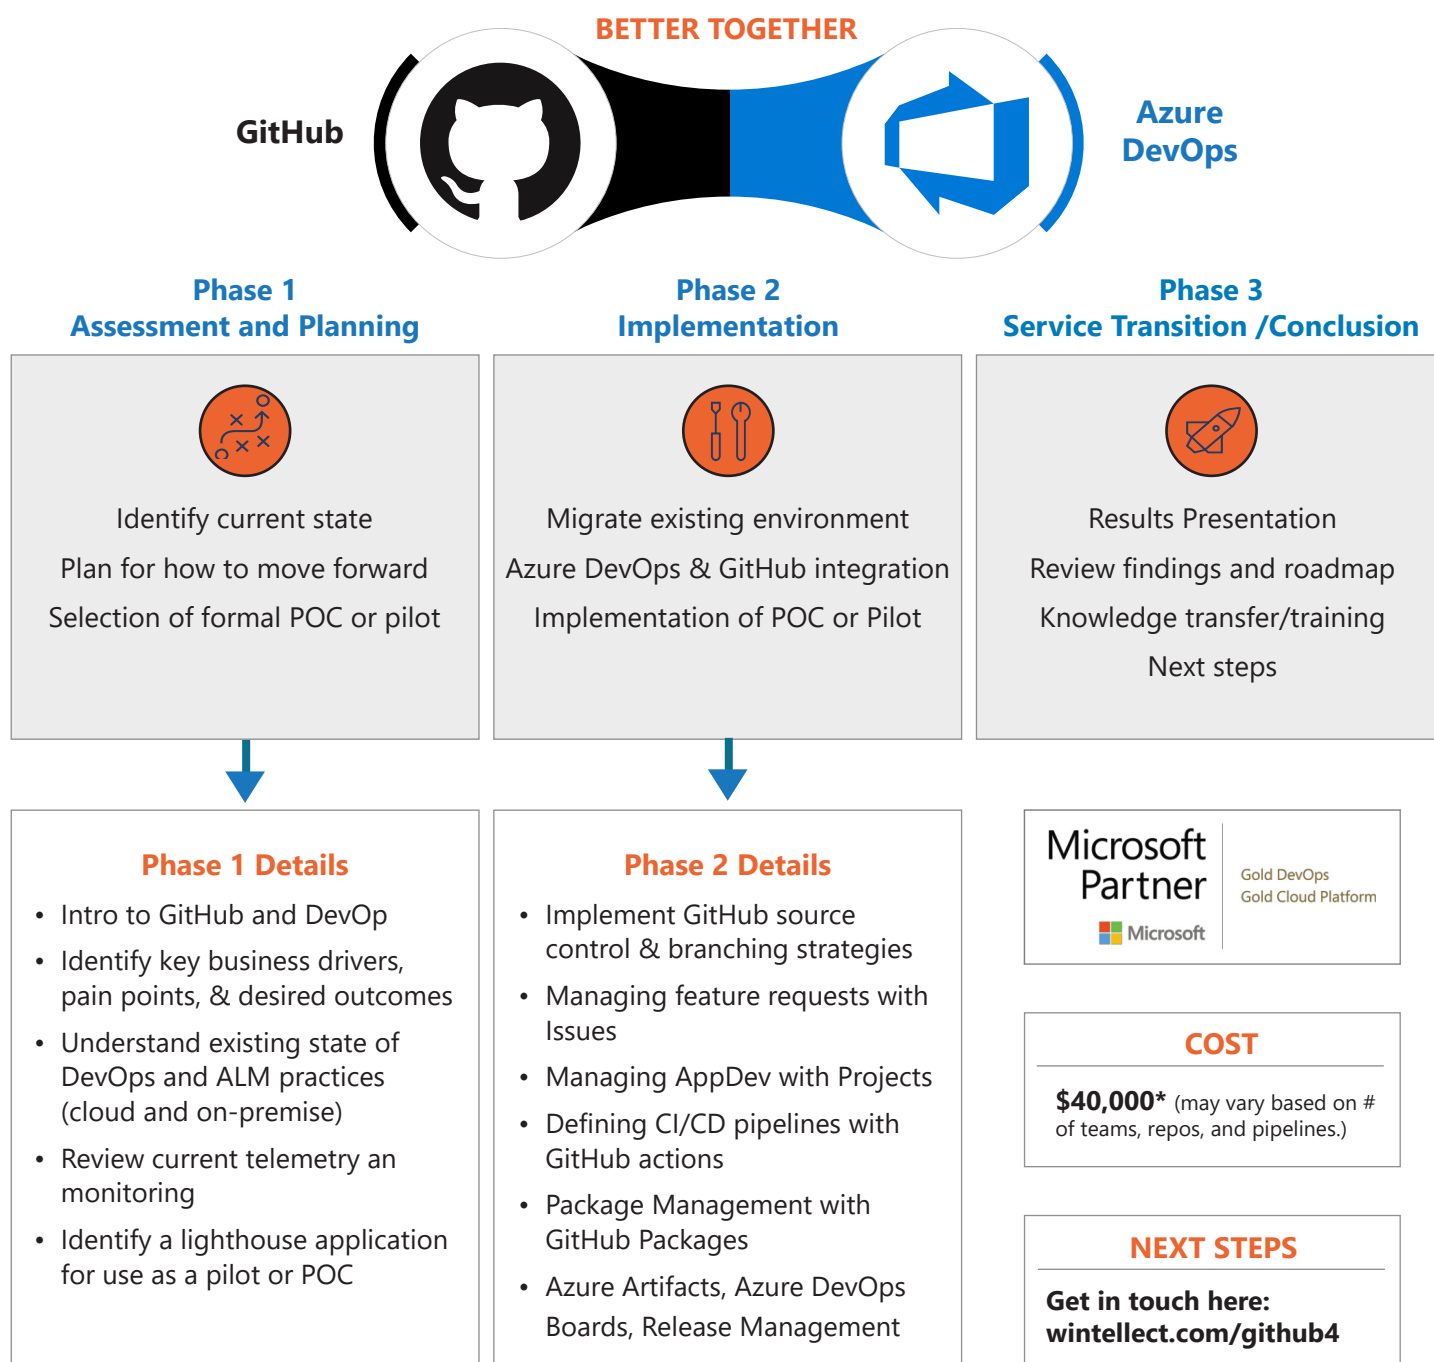 BETTER TOGETHER
GitHub
Azure
DevOps
Phase 1
Assessment and Planning
Identify current state
Plan for how to move forward
Selection of formal POC or pilot
Phase 2
Implementation
Migrate existing environment
Azure DevOps & GitHub integration
Implementation of POC or Pilot
Phase 3
Service Transition /Conclusion
Results Presentation
Review findings and roadmap
Knowledge transfer/training
Next steps
Phase 1 Details
• Intro to GitHub and DevOp
• Identify key business drivers,
pain points, & desired outcomes
• Understand existing state of
DevOps and ALM practices
(cloud and on-premise)
• Review current telemetry an
monitoring
• Identify a lighthouse application
for use as a pilot or POC
Phase 2 Details
• Implement GitHub source
control & branching strategies
• Managing feature requests with
Issues
• Managing AppDev with Projects
• Defining CI/CD pipelines with
GitHub actions
• Package Management with
GitHub Packages
• Azure Artifacts, Azure DevOps
Boards, Release Management
Microsoft
Partner
Microsoft
Gold DevOps
Gold Cloud Platform
COST
$40,000* (may vary based on #
of teams, repos, and pipelines.)
NEXT STEPS
Get in touch here:
wintellect.com/github4